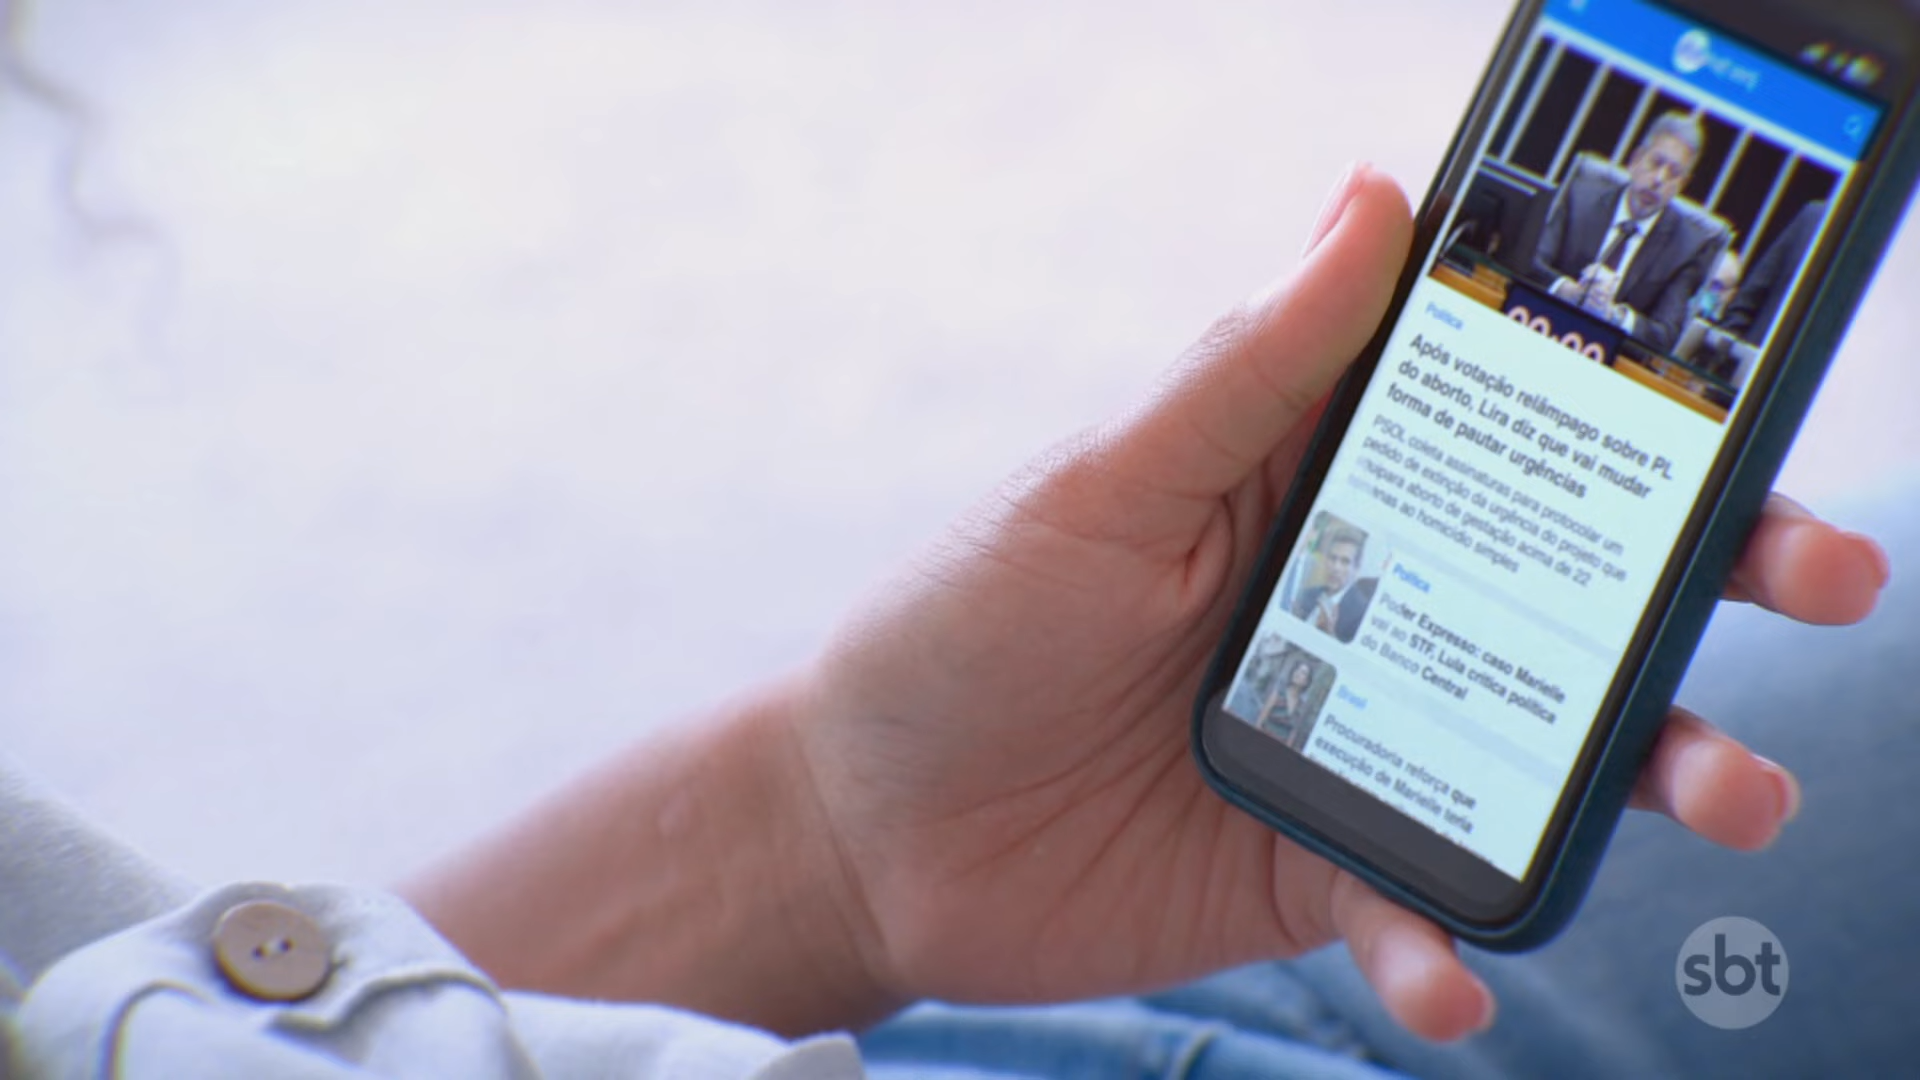 news
00:00
Política
Após votação relâmpago sobre PL
do aborto, Lira diz que vai mudar
forma de pautar urgências
PSOL coleta assinaturas para protocolar um
pedido de extinção da urgência do projeto que
equipara aborto de gestação acima de 22
semanas ao homicídio simples
Política
Poder Expresso: caso Marielle
vai ao STF, Lula critica política
do Banco Central
Brasil
Procuradoria reforça que
execução de Marielle teria
sbt